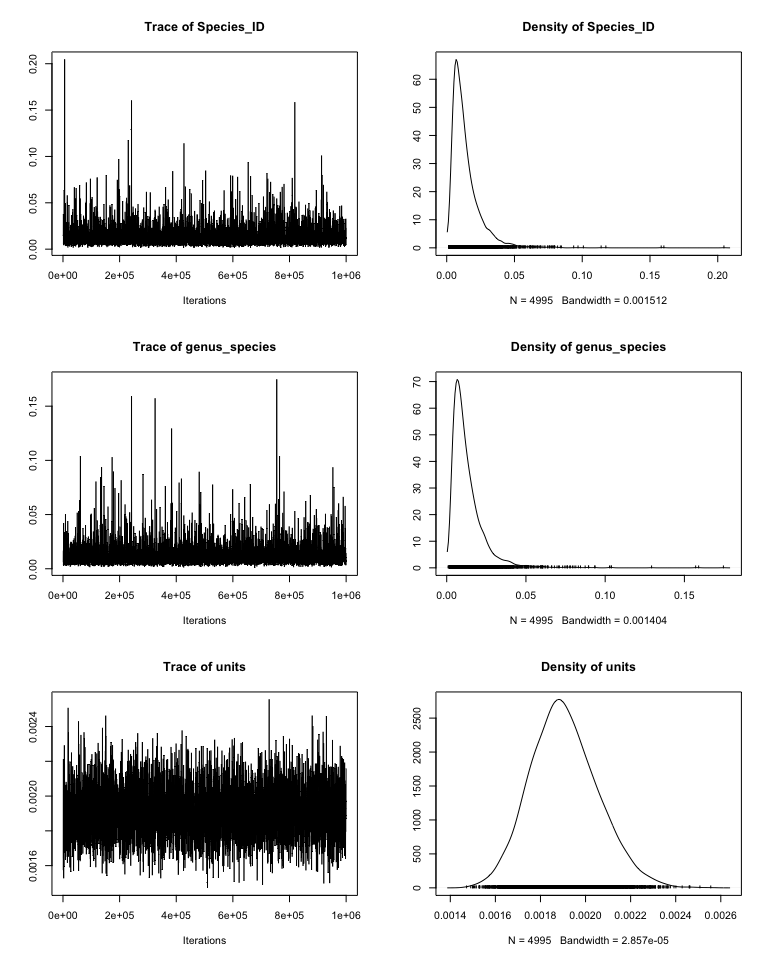 Trace of Species_ID
0.00 0.05 0.10 0.15 0.20
0e+00 2e+05 4e+05 6e+05 8e+05 1e+06
Iterations
Density of Species_ID
0 10 20 30 40 50 60
0.00 0.05 0.10 0.15 0.20
N = 4995 Bandwidth = 0.001512
Trace of genus_species
0.00 0.05 0.10 0.15
0e+00 2e+05 4e+05 6e+05 8e+05 1e+06
Iterations
Density of genus_species
0 10 20 30 40 50 60 70
0.00 0.05 0.10 0.15
N = 4995 Bandwidth = 0.001404
Trace of units
0.0016 0.0020 0.0024
0e+00 2e+05 4e+05 6e+05 8e+05 1e+06
Iterations
Density of units
0 500 1000 1500 2000 2500
0.0014 0.0016 0.0018 0.0020 0.0022 0.0024 0.0026
N = 4995 Bandwidth = 2.857e-05